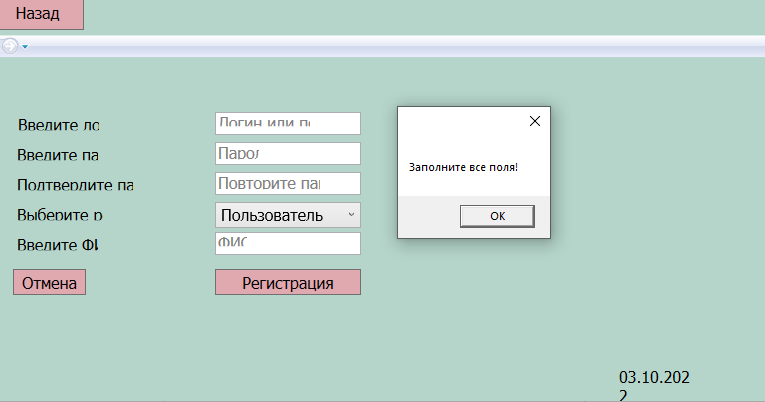 Назад
Введите ло
Логин или по
Введите па
Парол
Подтвердите па
Повторите пар
Выберите р
Пользователь
Введите ФИ
ФИО
Отмена
Регистрация
Заполните все поля!
OK
03.10.202
2